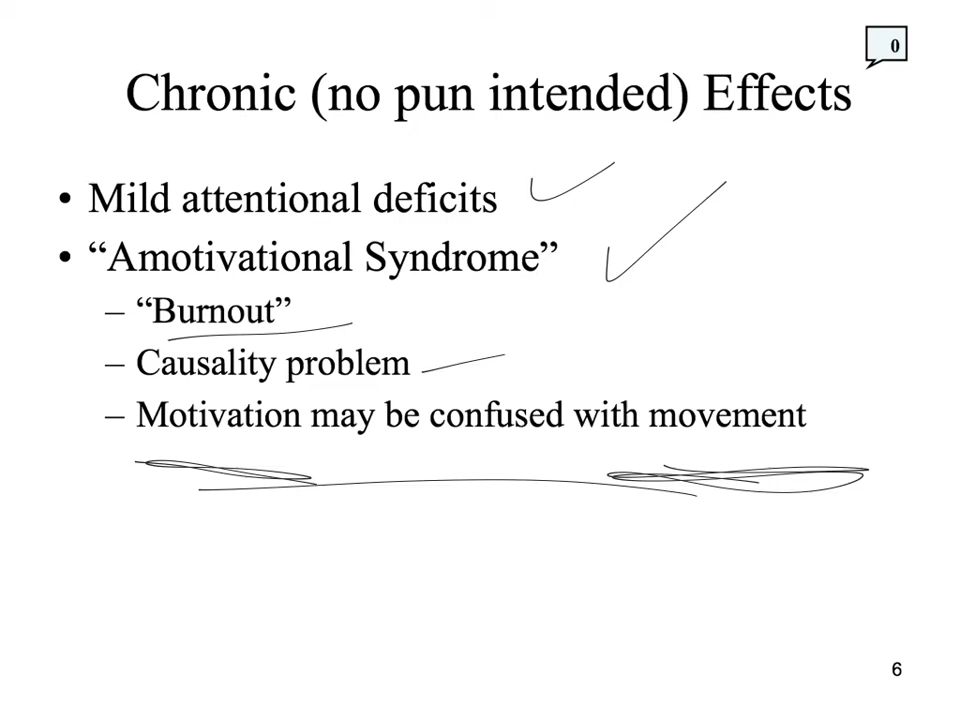 0
Chronic (no pun intended) Effects
• Mild attentional deficits
• “Amotivational Syndrome”
– “Burnout”
– Causality problem
– Motivation may be confused with movement
6